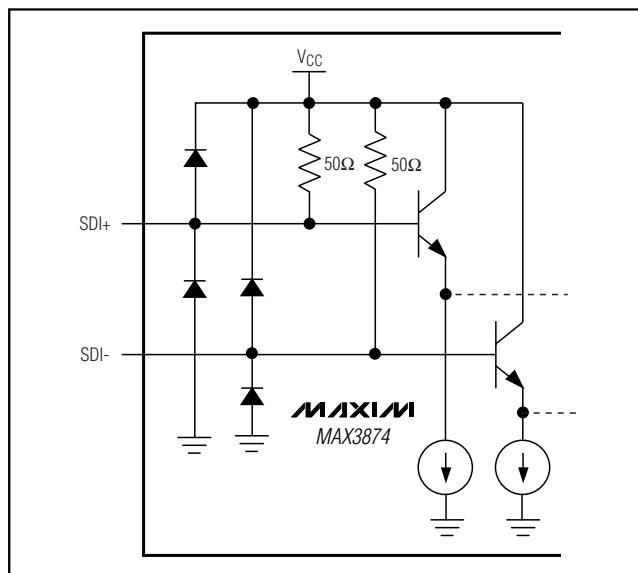 VCC
50Ω
50Ω
SDI+
SDI-
MAXIM
MAX3874